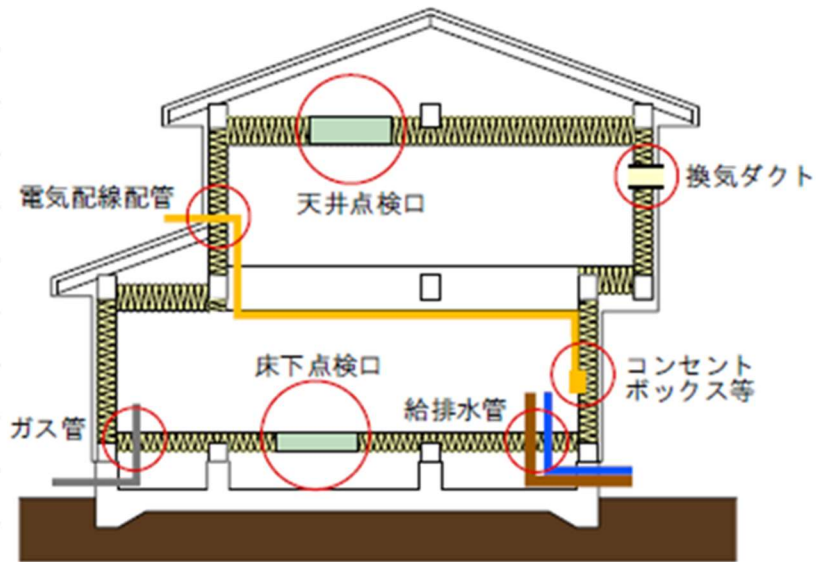 換気ダクト
電気配線配管
天井点検口
床下点検口
コンセント
ボックス等
給排水管
ガス管